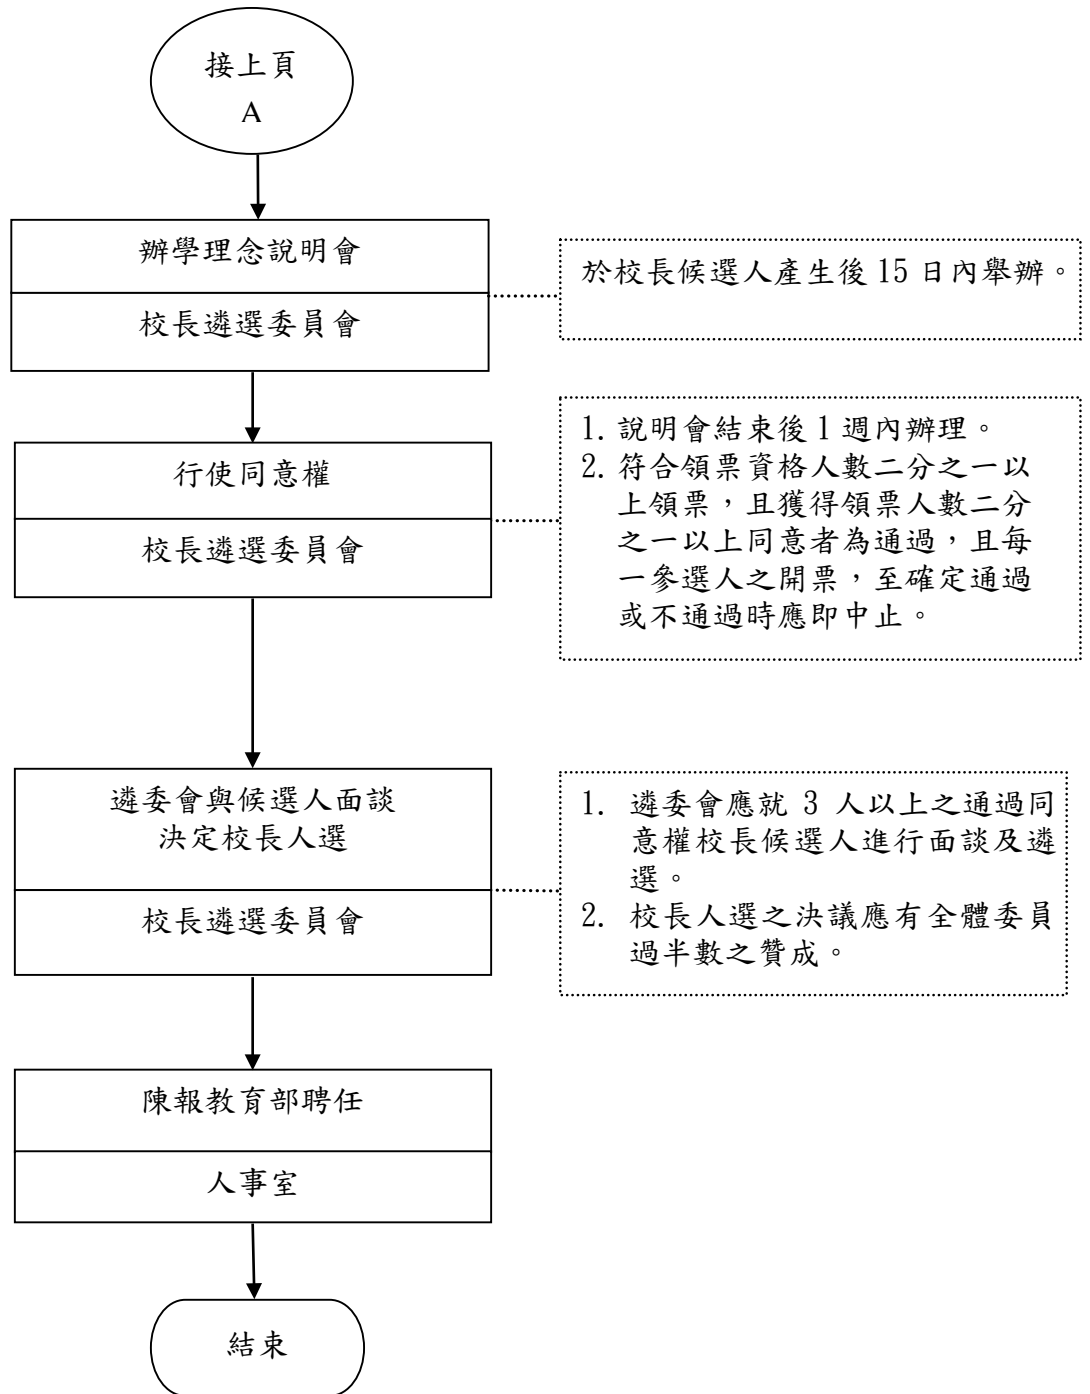 接上頁
A
辦學理念說明會
校長遴選委員會
於校長候選人產生後 15 日內舉辦。
行使同意權
校長遴選委員會
1. 說明會結束後 1 週內辦理。
2. 符合領票資格人數二分之一以
上領票，且獲得領票人數二分
之一以上同意者為通過，且每
一參選人之開票，至確定通過
或不通過時應即中止。
遴委會與候選人面談
決定校長人選
校長遴選委員會
1. 遴委會應就 3 人以上之通過同
意權校長候選人進行面談及遴
選。
2. 校長人選之決議應有全體委員
過半數之贊成。
陳報教育部聘任
人事室
結束